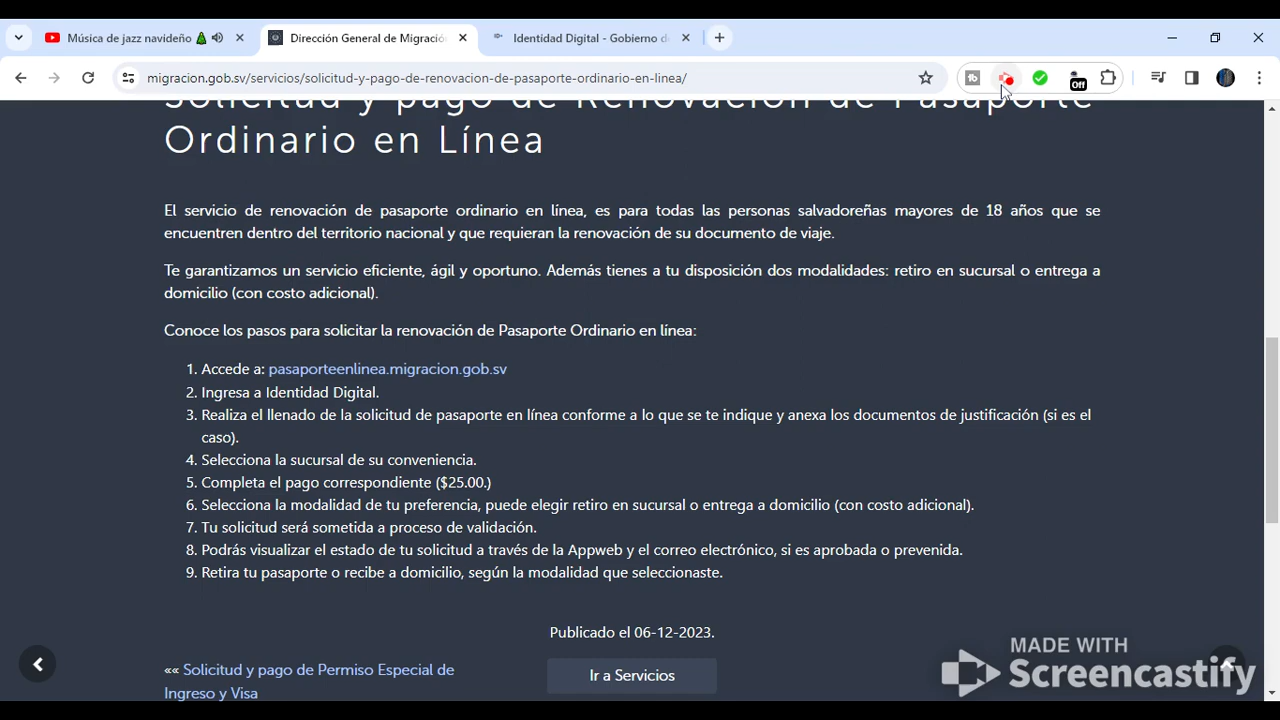 Música de jazz navideño
Dirección General de Migració
Identidad Digital - Gobierno d
migracion.gob.sv/servicios/solicitud-y-pago-de-renovacion-de-pasaporte-ordinario-en-linea/
Off
Solicitud y pago de Renovación de Pasaporte
Ordinario en Línea
El servicio de renovación de pasaporte ordinario en línea, es para todas las personas salvadoreñas mayores de 18 años que se
encuentren dentro del territorio nacional y que requieran la renovación de su documento de viaje.
Te garantizamos un servicio eficiente, ágil y oportuno. Además tienes a tu disposición dos modalidades: retiro en sucursal o entrega a
domicilio (con costo adicional).
Conoce los pasos para solicitar la renovación de Pasaporte Ordinario en línea:
1. Accede a: pasaporteenlinea.migracion.gob.sv
2. Ingresa a Identidad Digital.
3. Realiza el llenado de la solicitud de pasaporte en línea conforme a lo que se te indique y anexa los documentos de justificación (si es el
caso).
4. Selecciona la sucursal de su conveniencia.
5. Completa el pago correspondiente ($25.00.)
6. Selecciona la modalidad de tu preferencia, puede elegir retiro en sucursal o entrega a domicilio (con costo adicional).
7. Tu solicitud será sometida a proceso de validación.
8. Podrás visualizar el estado de tu solicitud a través de la Appweb y el correo electrónico, si es aprobada o prevenida.
9. Retira tu pasaporte o recibe a domicilio, según la modalidad que seleccionaste.
Publicado el 06-12-2023.
«« Solicitud y pago de Permiso Especial de
Ingreso y Visa
Ir a Servicios
MADE WITH
Screencastify